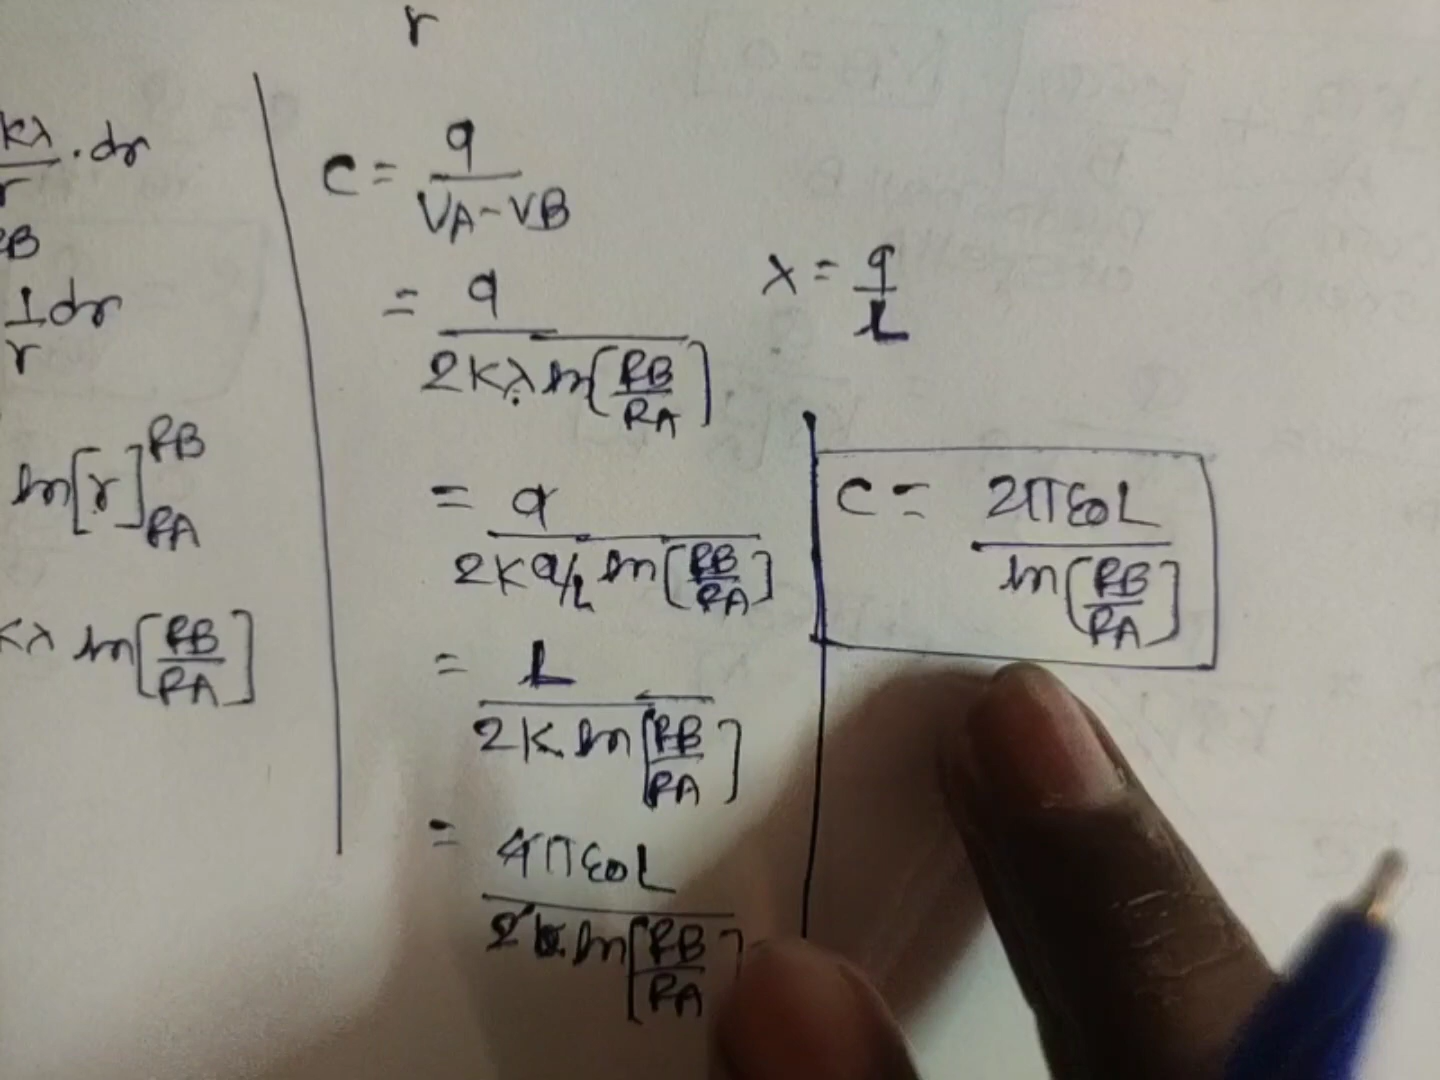 r
Kλ/r · dr
RB
1/r dr
ln[r] RB RA
Kλ ln[RB/RA]
C = q/(VA-VB)
= q/(2Kλ ln[RB/RA])
= q/(2K q/L ln[RB/RA])
= L/(2K ln[RB/RA])
= 4πε0L/(2 ln[RB/RA])
λ = q/L
C = 2πε0L/(ln[RB/RA])